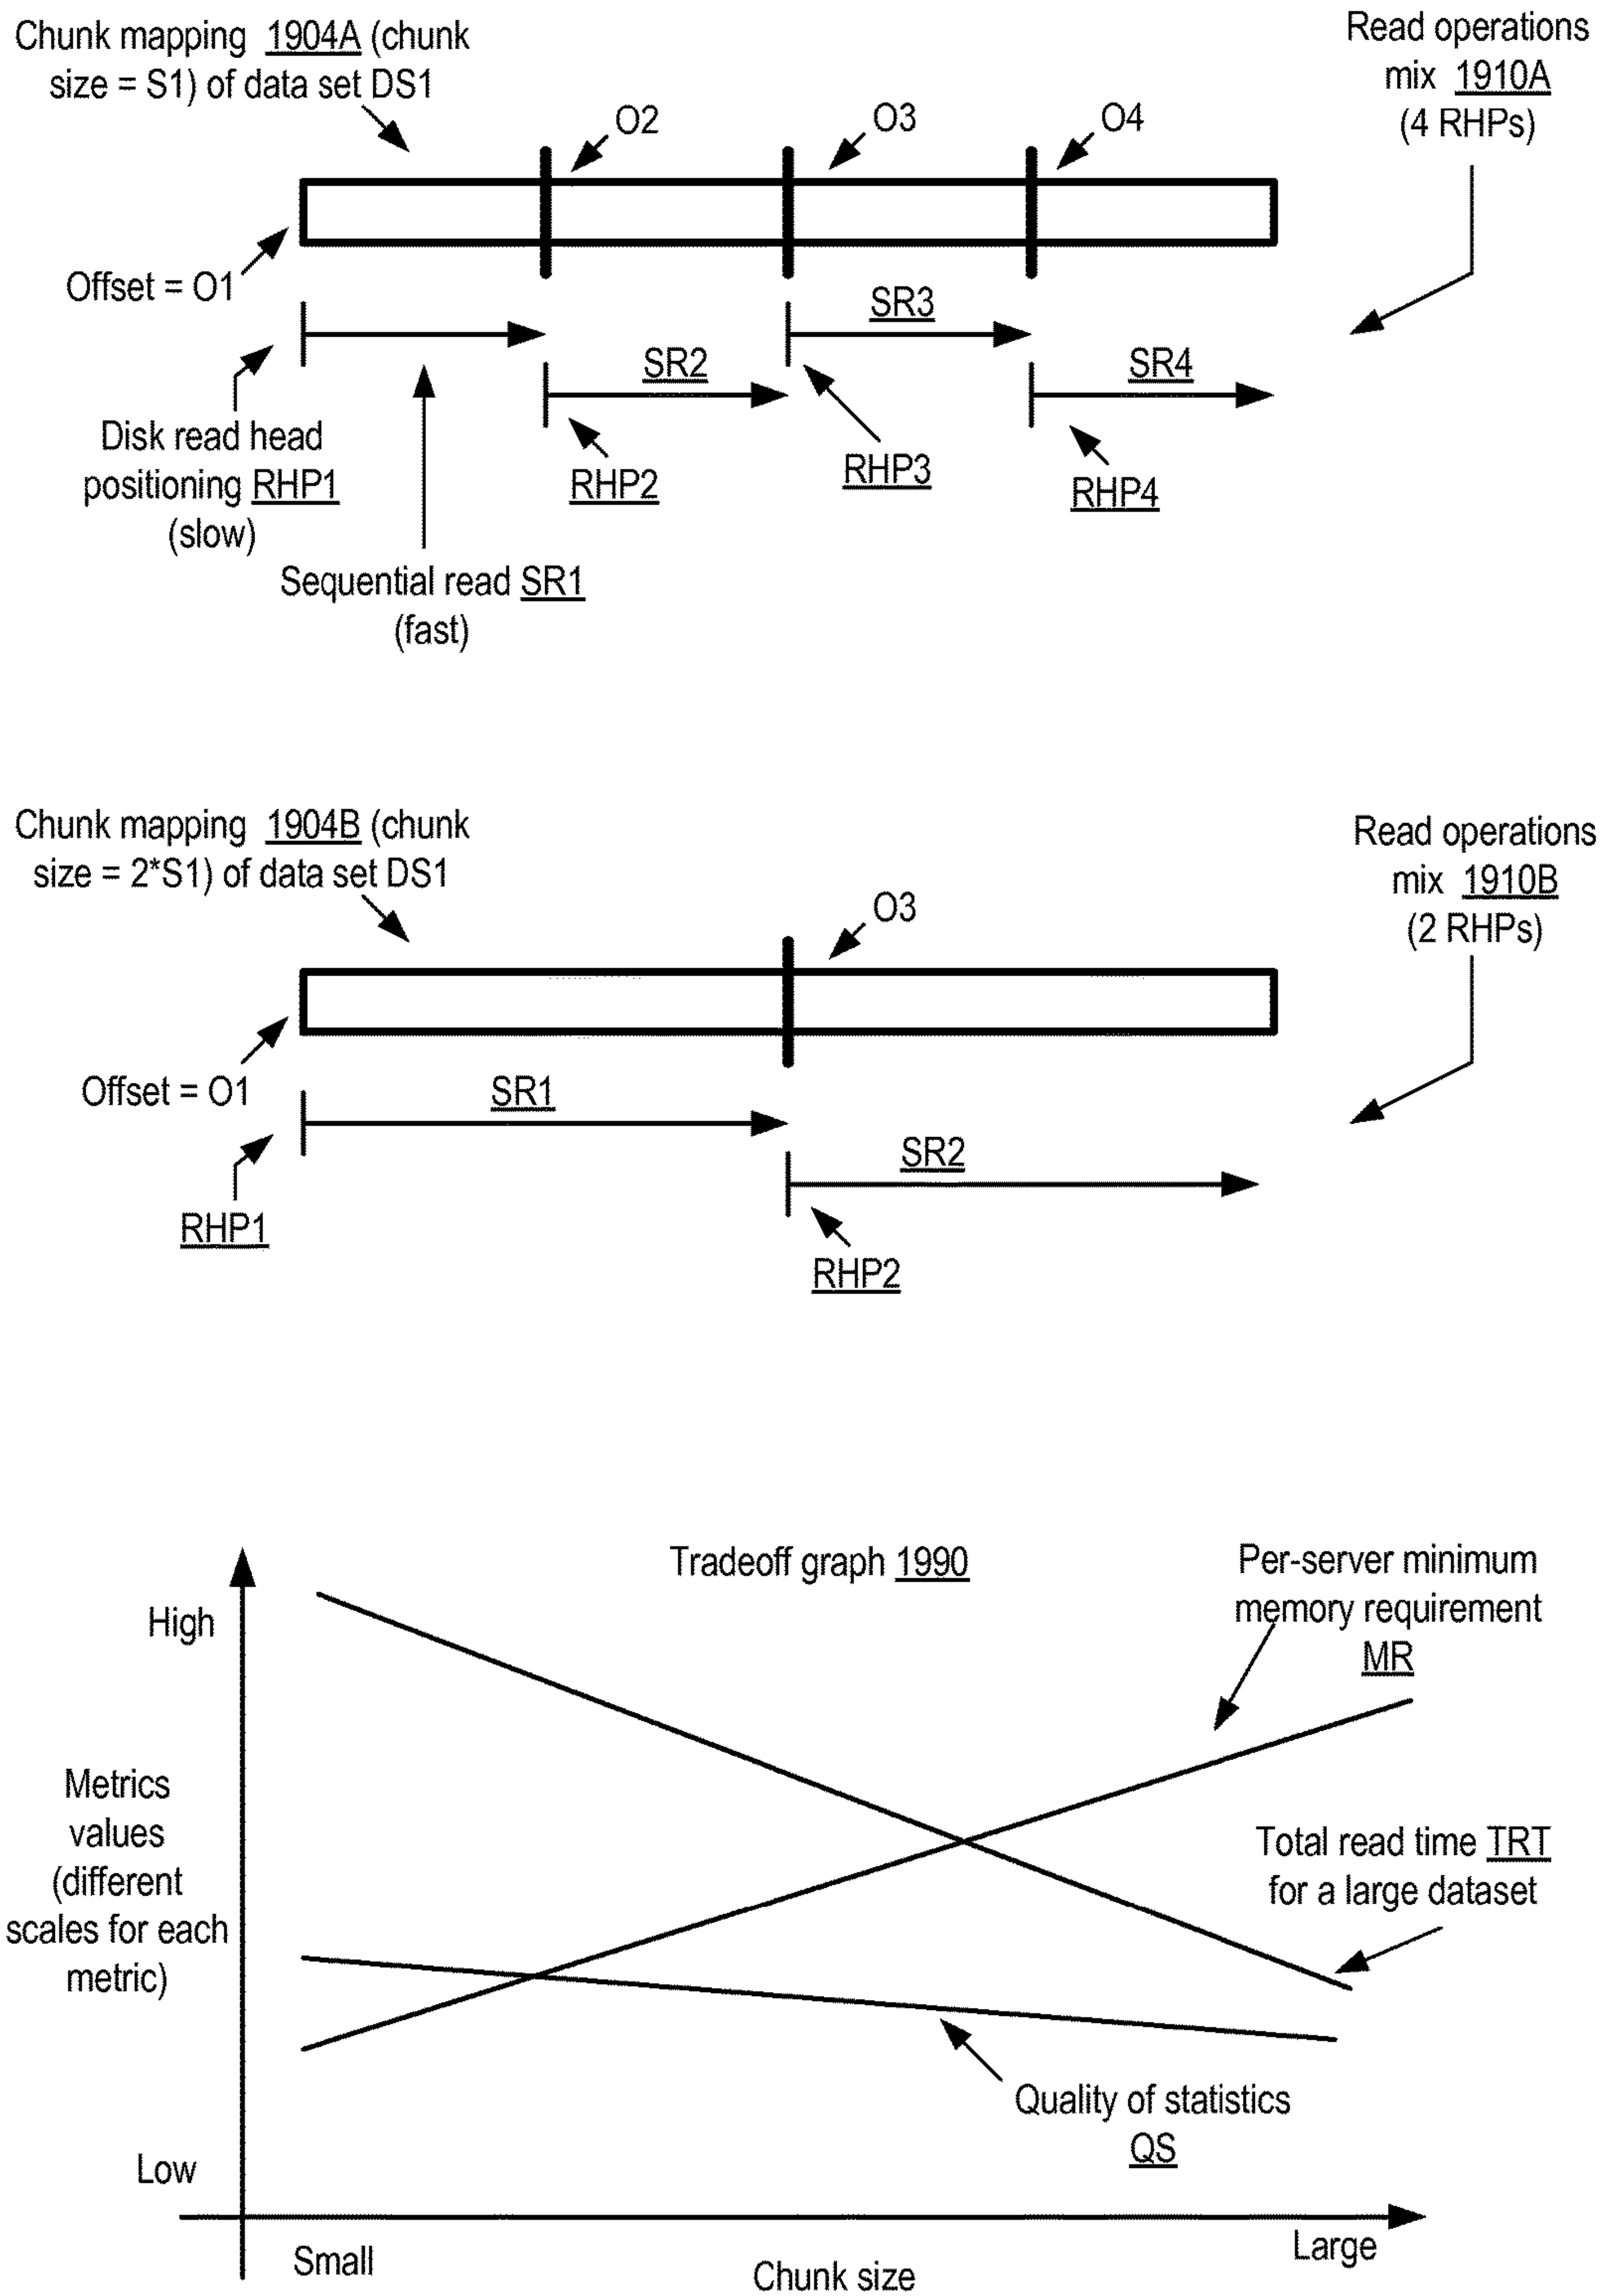 Chunk mapping 1904A (chunk
size = S1) of data set DS1
Read operations
mix 1910A
(4 RHPs)
O2
O3
O4
Offset = O1
SR3
SR2
SR4
Disk read head
positioning RHP1
(slow)
RHP2
RHP3
RHP4
Sequential read SR1
(fast)
Chunk mapping 1904B (chunk
size = 2*S1) of data set DS1
Read operations
mix 1910B
(2 RHPs)
O3
Offset = O1
SR1
SR2
RHP1
RHP2
Tradeoff graph 1990
Per-server minimum
memory requirement
MR
High
Metrics
values
(different
scales for each
metric)
Total read time TRT
for a large dataset
Quality of statistics
QS
Low
Small
Chunk size
Large